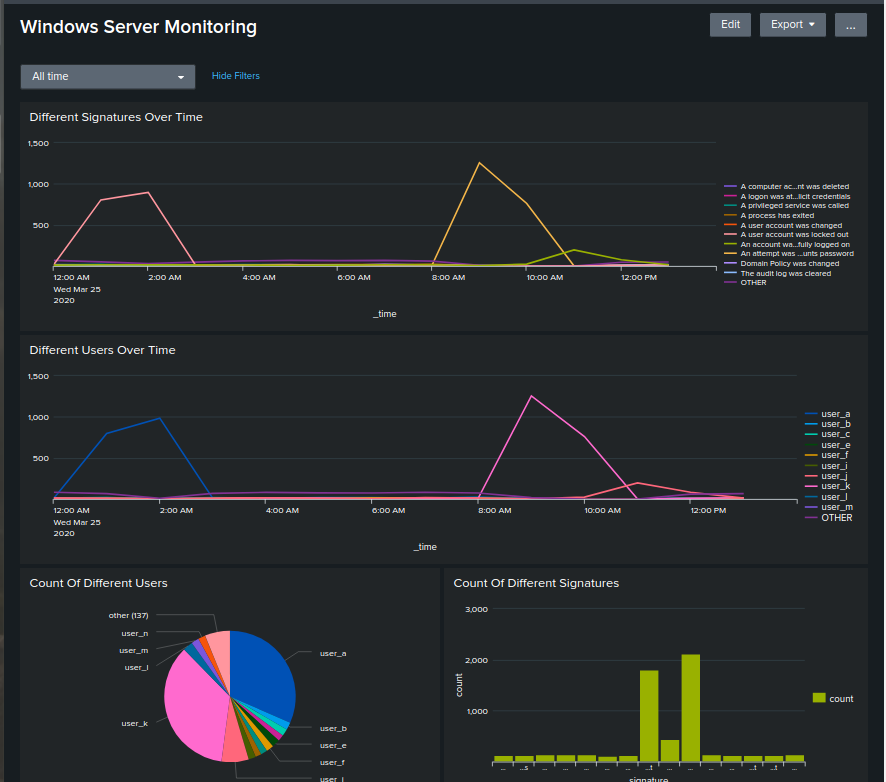 Windows Server Monitoring
Edit
Export
...
All time
Hide Filters
Different Signatures Over Time
1,500
1,000
500
12:00 AM
Wed Mar 25
2020
2:00 AM
4:00 AM
6:00 AM
8:00 AM
10:00 AM
12:00 PM
_time
A computer ac...nt was deleted
A logon was at...licit credentials
A privileged service was called
A process has exited
A user account was changed
A user account was locked out
An account was...fully logged on
An attempt was ...unts password
Domain Policy was changed
The audit log was cleared
OTHER
Different Users Over Time
1,500
1,000
500
12:00 AM
Wed Mar 25
2020
2:00 AM
4:00 AM
6:00 AM
8:00 AM
10:00 AM
12:00 PM
_time
user_a
user_b
user_c
user_e
user_f
user_i
user_j
user_k
user_l
user_m
OTHER
Count Of Different Users
other (137)
user_n
user_m
user_l
user_k
user_a
user_b
user_e
user_f
Count Of Different Signatures
3,000
2,000
1,000
count
signature
count